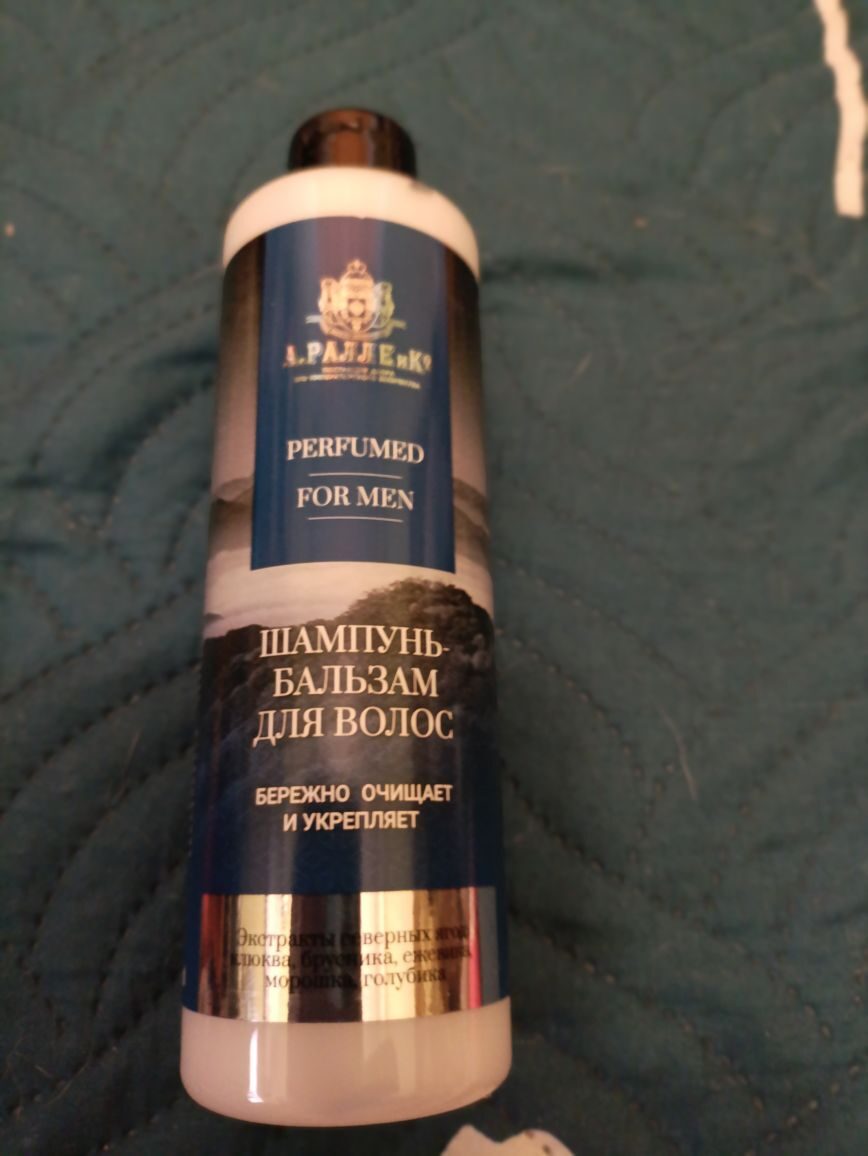 А.РАЛЛЕ и К°
PERFUMED
FOR MEN
ШАМПУНЬ-
БАЛЬЗАМ
ДЛЯ ВОЛОС
БЕРЕЖНО ОЧИЩАЕТ
И УКРЕПЛЯЕТ
Экстракты северных ягод
клюква, брусника, ежевика,
морошка, голубика